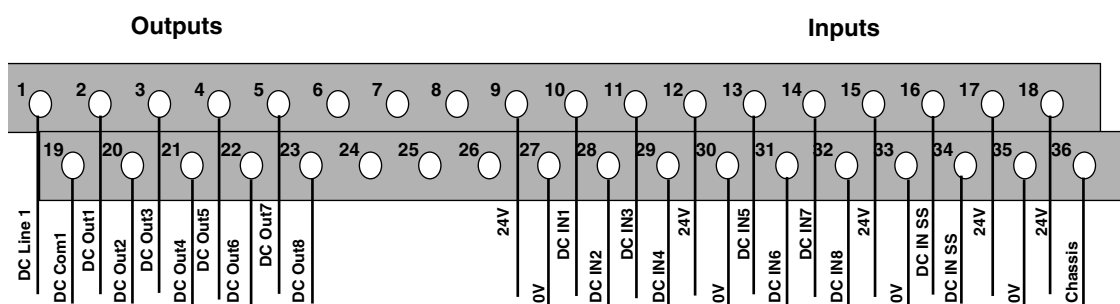 Outputs
Inputs
1 2 3 4 5 6 7 8 9 10 11 12 13 14 15 16 17 18
19 20 21 22 23 24 25 26 27 28 29 30 31 32 33 34 35 36
DC Line 1
DC Com1
DC Out1
DC Out2
DC Out3
DC Out4
DC Out5
DC Out6
DC Out7
DC Out8
24V
0V
DC IN1
DC IN2
DC IN3
DC IN4
24V
0V
DC IN5
DC IN6
DC IN7
DC IN8
24V
0V
DC IN SS
DC IN SS
24V
0V
24V
Chassis